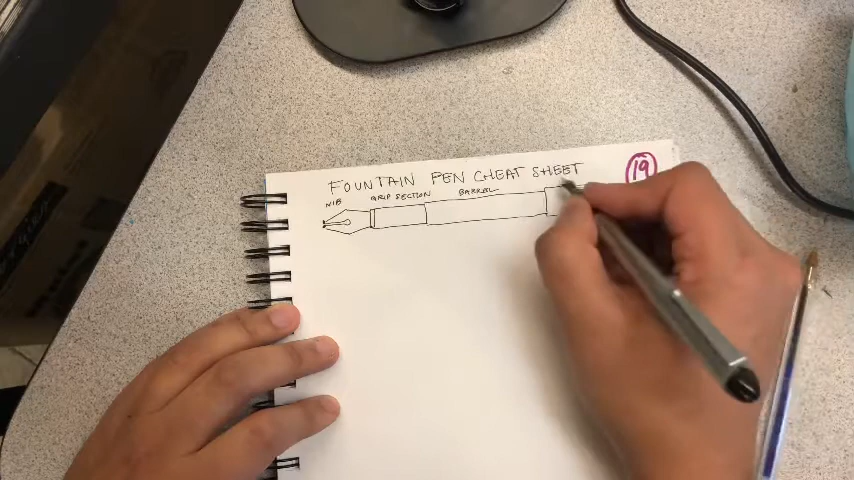 FOUNTAIN PEN CHEAT SHEET
19
NIB GRIP SECTION BARREL